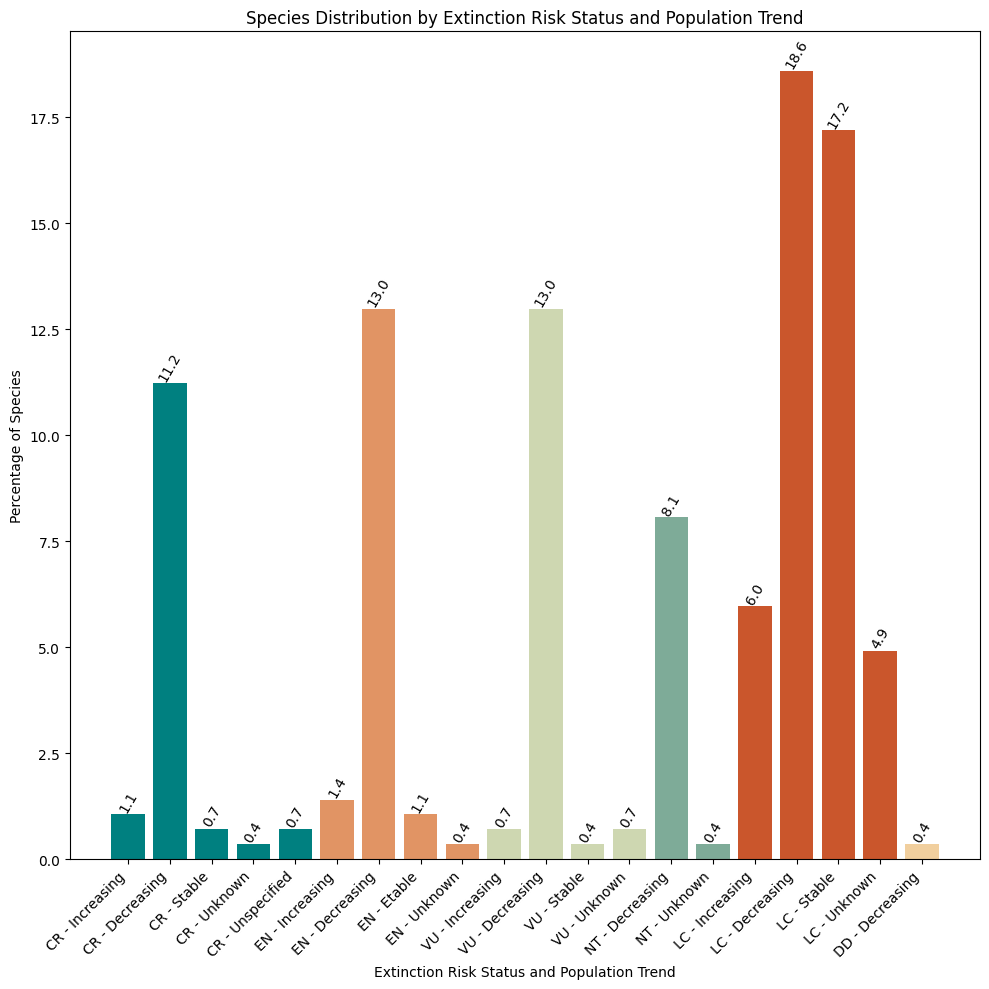 Species Distribution by Extinction Risk Status and Population Trend
Percentage of Species
17.5
15.0
12.5
10.0
7.5
5.0
2.5
0.0
1.1
11.2
0.7
0.4
0.7
1.4
13.0
1.1
0.4
0.7
13.0
0.4
0.7
8.1
0.4
6.0
18.6
17.2
4.9
0.4
CR - Increasing
CR - Decreasing
CR - Stable
CR - Unknown
CR - Unspecified
EN - Increasing
EN - Decreasing
EN - Etable
EN - Unknown
VU - Increasing
VU - Decreasing
VU - Stable
VU - Unknown
NT - Decreasing
NT - Unknown
LC - Increasing
LC - Decreasing
LC - Stable
LC - Unknown
DD - Decreasing
Extinction Risk Status and Population Trend